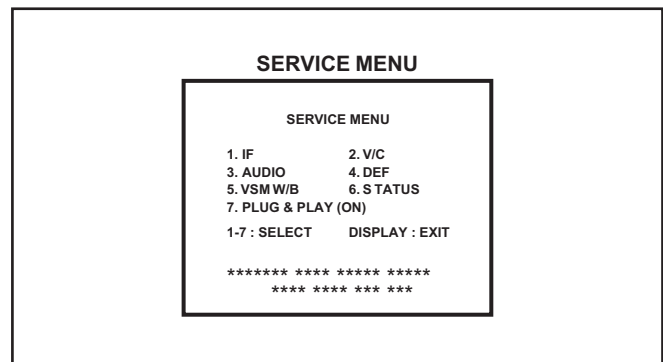 SERVICE MENU
SERVICE MENU
1. IF 2. V/C
3. AUDIO 4. DEF
5. VSM W/B 6. S TATUS
7. PLUG & PLAY (ON)
1-7 : SELECT DISPLAY : EXIT
******* **** ***** *****
**** **** *** ***